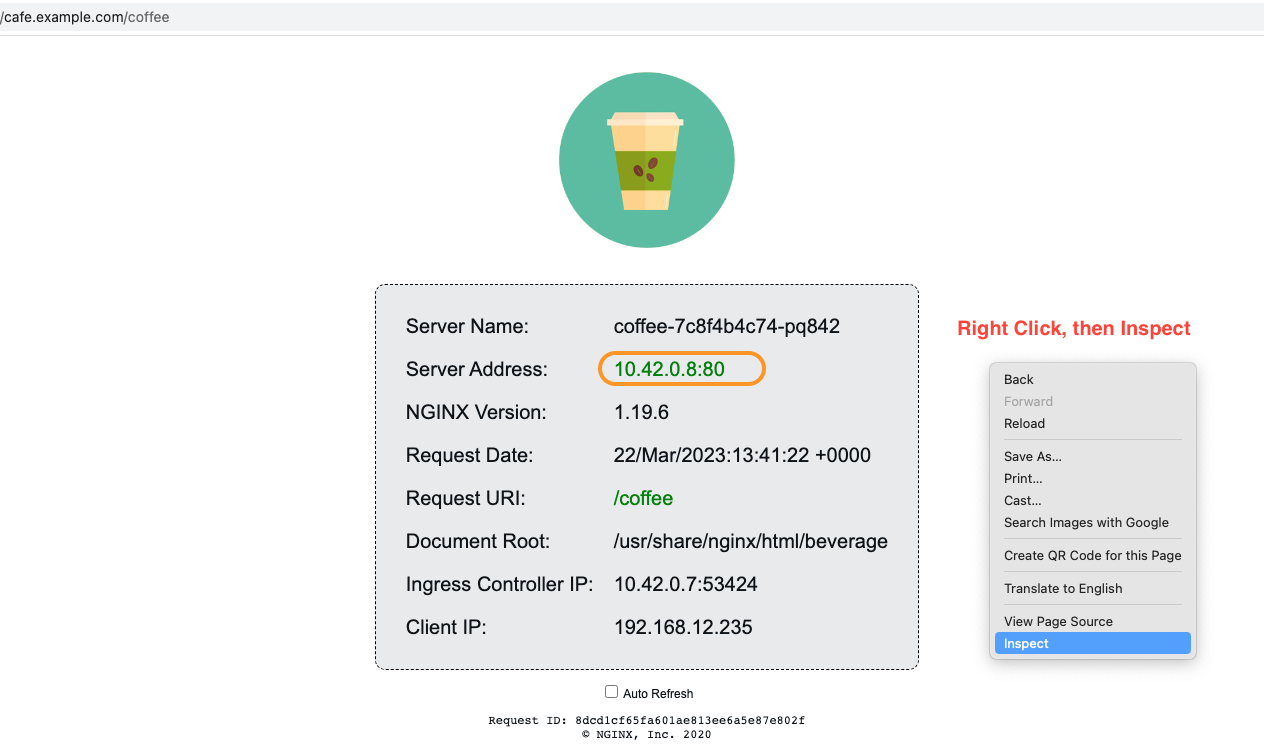 /cafe.example.com/coffee
Server Name: coffee-7c8f4b4c74-pq842
Server Address: 10.42.0.8:80
NGINX Version: 1.19.6
Request Date: 22/Mar/2023:13:41:22 +0000
Request URI: /coffee
Document Root: /usr/share/nginx/html/beverage
Ingress Controller IP: 10.42.0.7:53424
Client IP: 192.168.12.235
Auto Refresh
Request ID: 8dcd1cf65fa601ae813ee6a5e87e802f
© NGINX, Inc. 2020
Right Click, then Inspect
Back
Forward
Reload
Save As...
Print...
Cast...
Search Images with Google
Create QR Code for this Page
Translate to English
View Page Source
Inspect